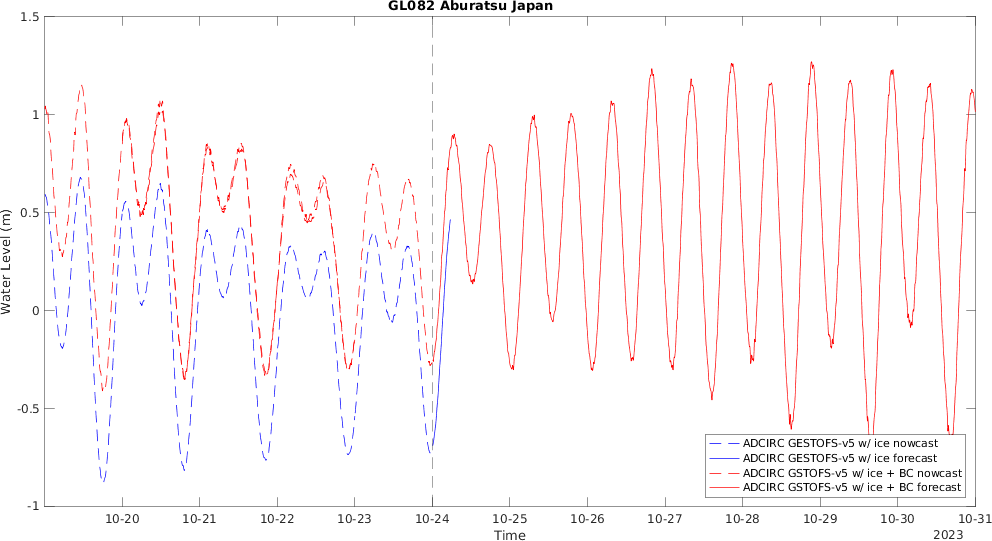 GL082 Aburatsu Japan
1.5
1
0.5
0
-0.5
-1
Water Level (m)
10-20 10-21 10-22 10-23 10-24 10-25 10-26 10-27 10-28 10-29 10-30 10-31
Time
2023
ADCIRC GESTOFS-v5 w/ ice nowcast
ADCIRC GESTOFS-v5 w/ ice forecast
ADCIRC GSTOFS-v5 w/ ice + BC nowcast
ADCIRC GSTOFS-v5 w/ ice + BC forecast